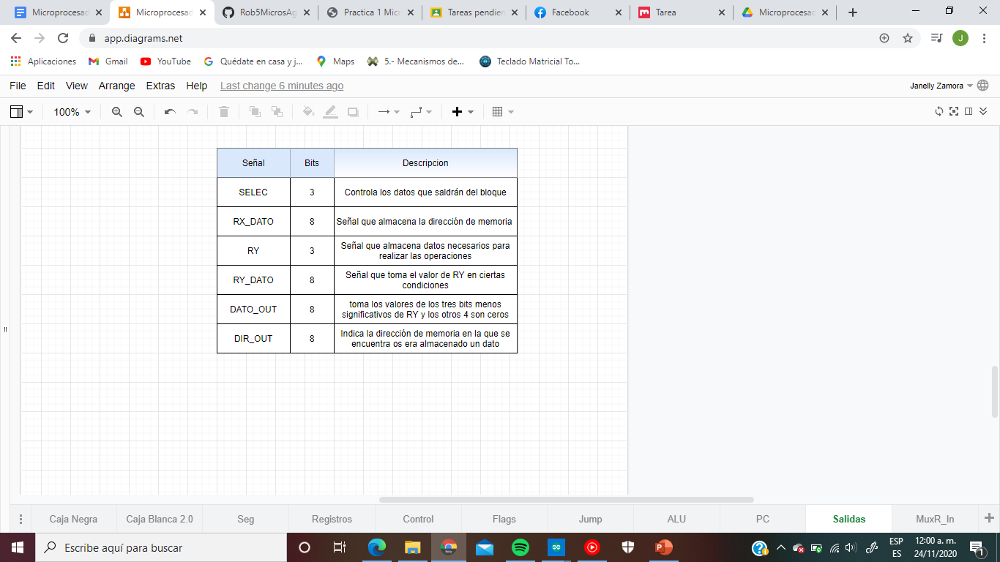 Microprocesad
Microprocesad
Rob5MicrosAg
Practica 1 Micr
Tareas pendien
Facebook
Tarea
Microprocesad
app.diagrams.net
J
Aplicaciones
Gmail
YouTube
Quédate en casa y j...
Maps
5.- Mecanismos de...
Teclado Matricial To...
File Edit View Arrange Extras Help Last change 6 minutes ago
Janelly Zamora
100%
Señal Bits Descripcion
SELEC 3 Controla los datos que saldrán del bloque
RX_DATO 8 Señal que almacena la dirección de memoria
RY 3 Señal que almacena datos necesarios para
realizar las operaciones
RY_DATO 8 Señal que toma el valor de RY en ciertas
condiciones
DATO_OUT 8 toma los valores de los tres bits menos
significativos de RY y los otros 4 son ceros
DIR_OUT 8 Indica la dirección de memoria en la que se
encuentra os era almacenado un dato
Caja Negra Caja Blanca 2.0 Seg Registros Control Flags Jump ALU PC Salidas MuxR_In
Escribe aquí para buscar
ESP
ES
12:00 a. m.
24/11/2020
1